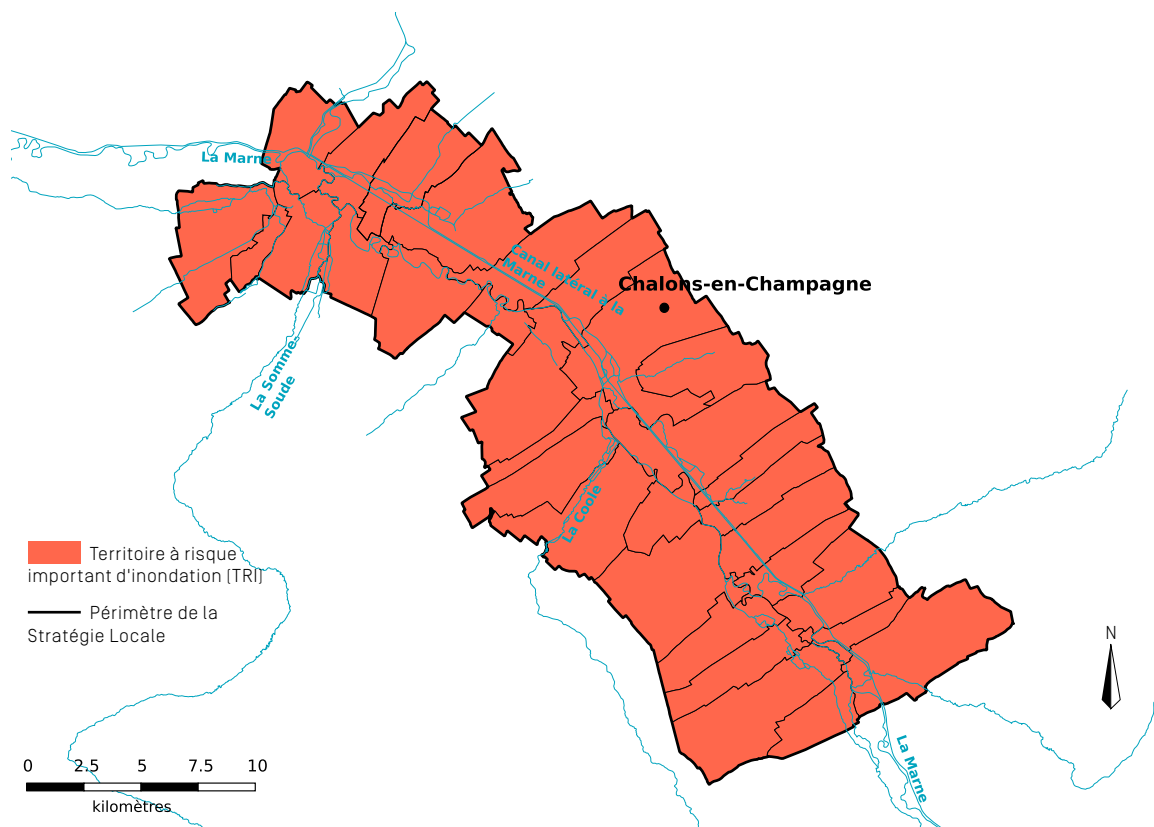 La Marne
Canal latéral à la
Marne
Chalons-en-Champagne
La Somme-
Soude
La Coole
Territoire à risque
important d'inondation (TRI)
Périmètre de la
Stratégie Locale
N
0 2.5 5 7.5 10
kilomètres
La Marne